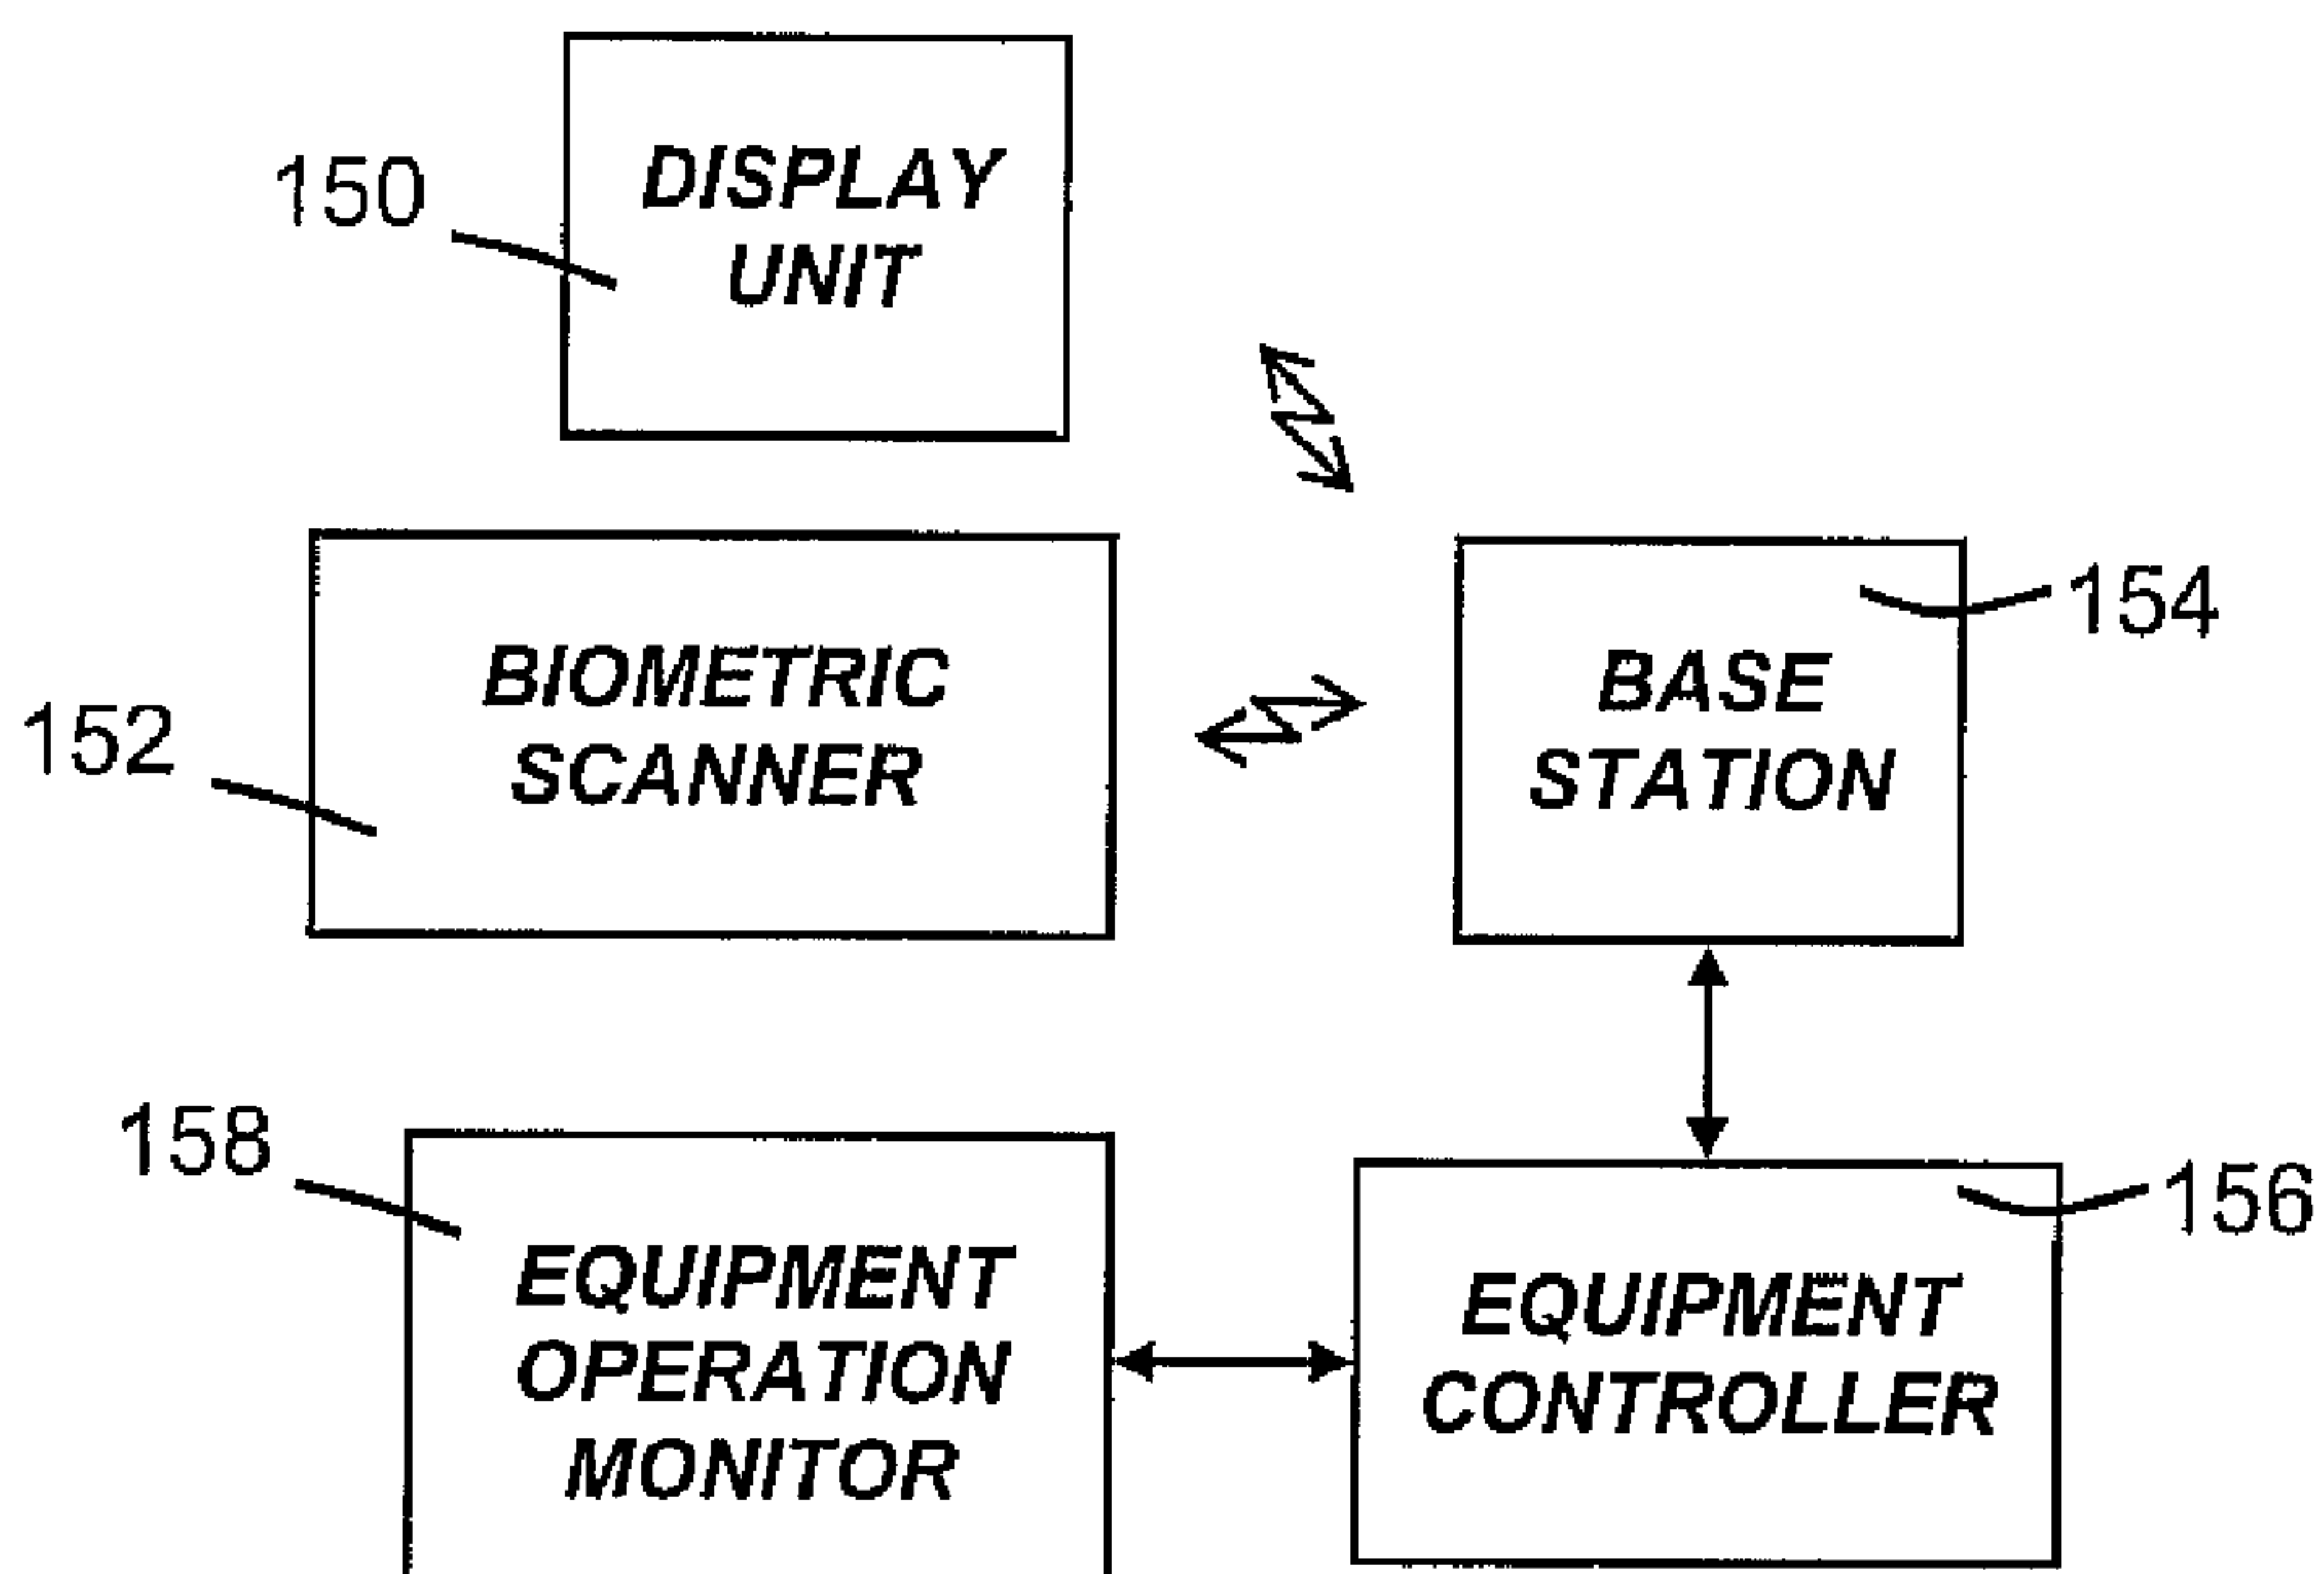 150
DISPLAY
UNIT
152
BIOMETRIC
SCANNER
154
BASE
STATION
158
EQUIPMENT
OPERATION
MONITOR
156
EQUIPMENT
CONTROLLER